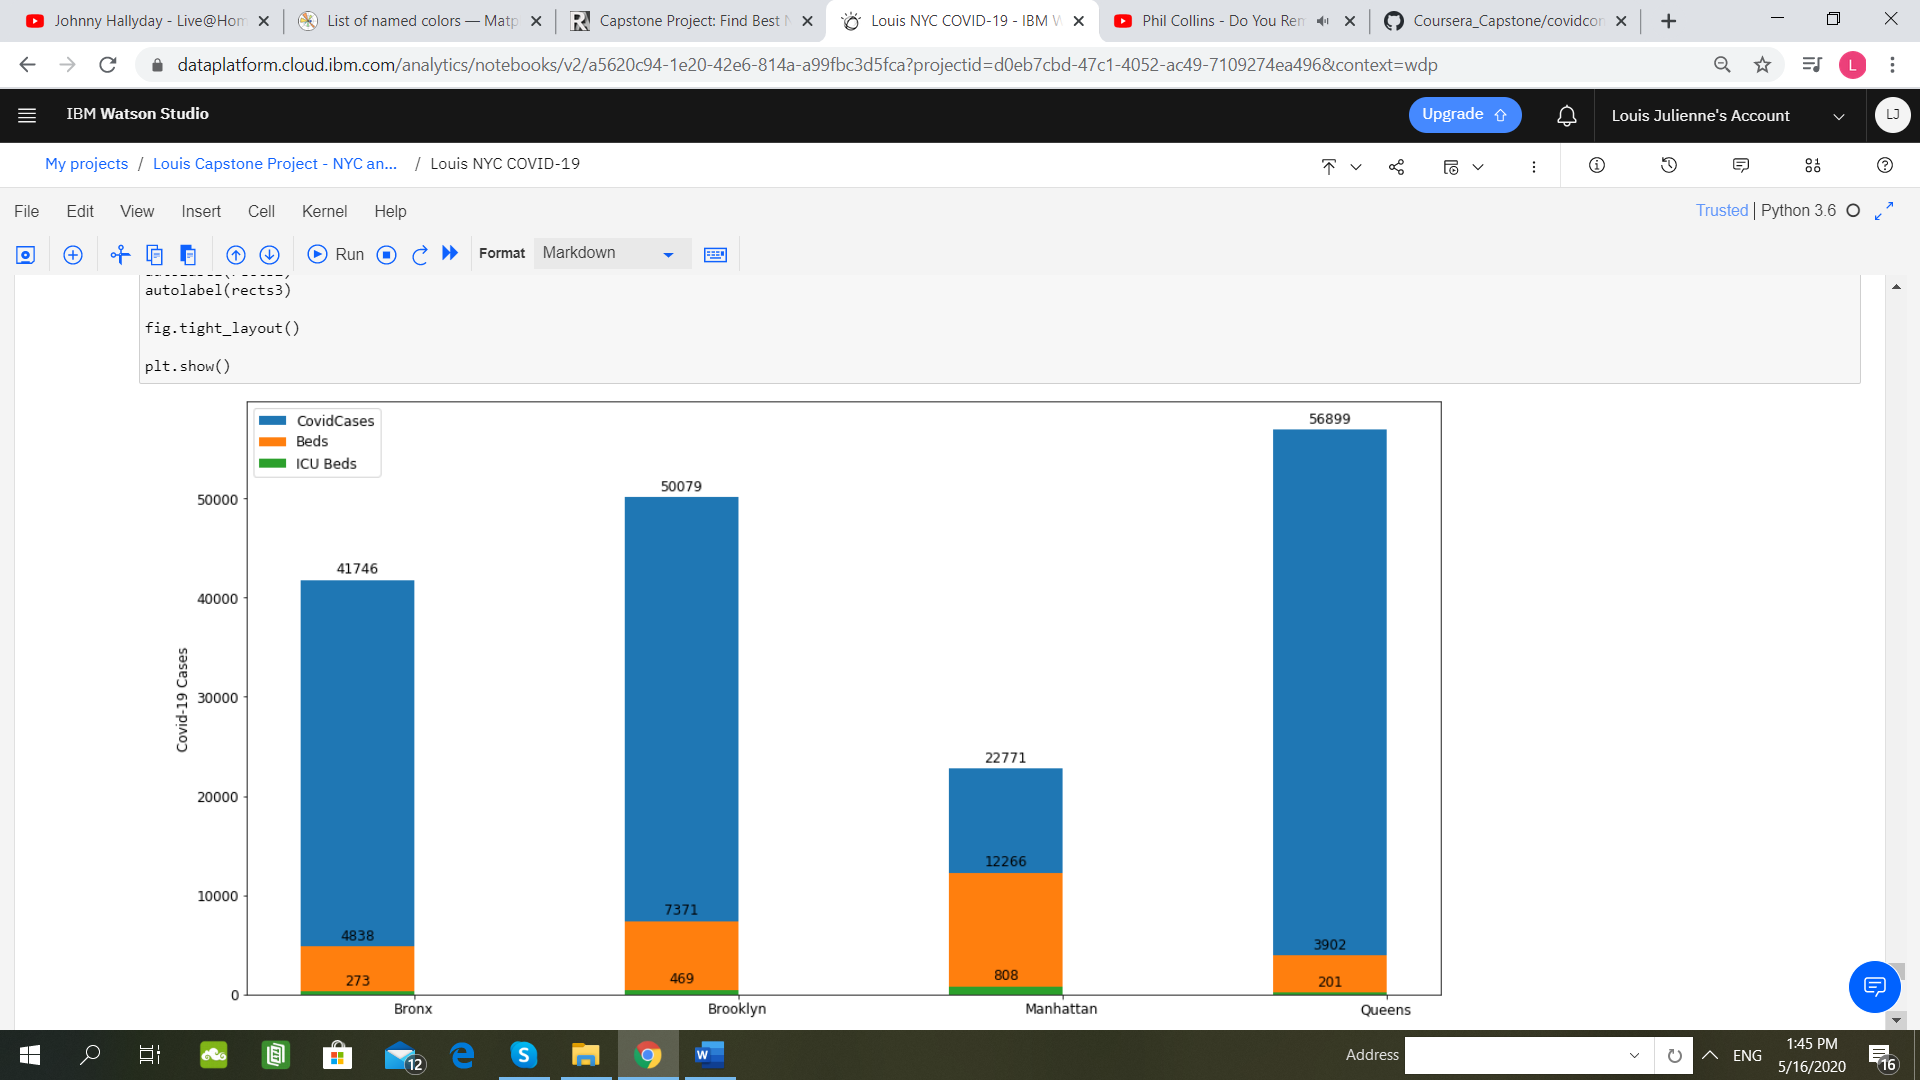 Johnny Hallyday - Live@Hom
List of named colors — Matp
Capstone Project: Find Best N
Louis NYC COVID-19 - IBM W
Phil Collins - Do You Rem
Coursera_Capstone/covidcon
dataplatform.cloud.ibm.com/analytics/notebooks/v2/a5620c94-1e20-42e6-814a-a99fbc3d5fca?projectid=d0eb7cbd-47c1-4052-ac49-7109274ea496&context=wdp
L
IBM Watson Studio
Upgrade
Louis Julienne's Account
LJ
My projects / Louis Capstone Project - NYC an... / Louis NYC COVID-19
File Edit View Insert Cell Kernel Help
Trusted | Python 3.6
Run
Format
Markdown
autolabel(rects3)
fig.tight_layout()
plt.show()
CovidCases
Beds
ICU Beds
56899
50079
50000
41746
40000
Covid-19 Cases
30000
22771
20000
12266
10000
7371
4838
3902
273
469
808
201
0
Bronx
Brooklyn
Manhattan
Queens
12
Address
ENG
1:45 PM
5/16/2020
16